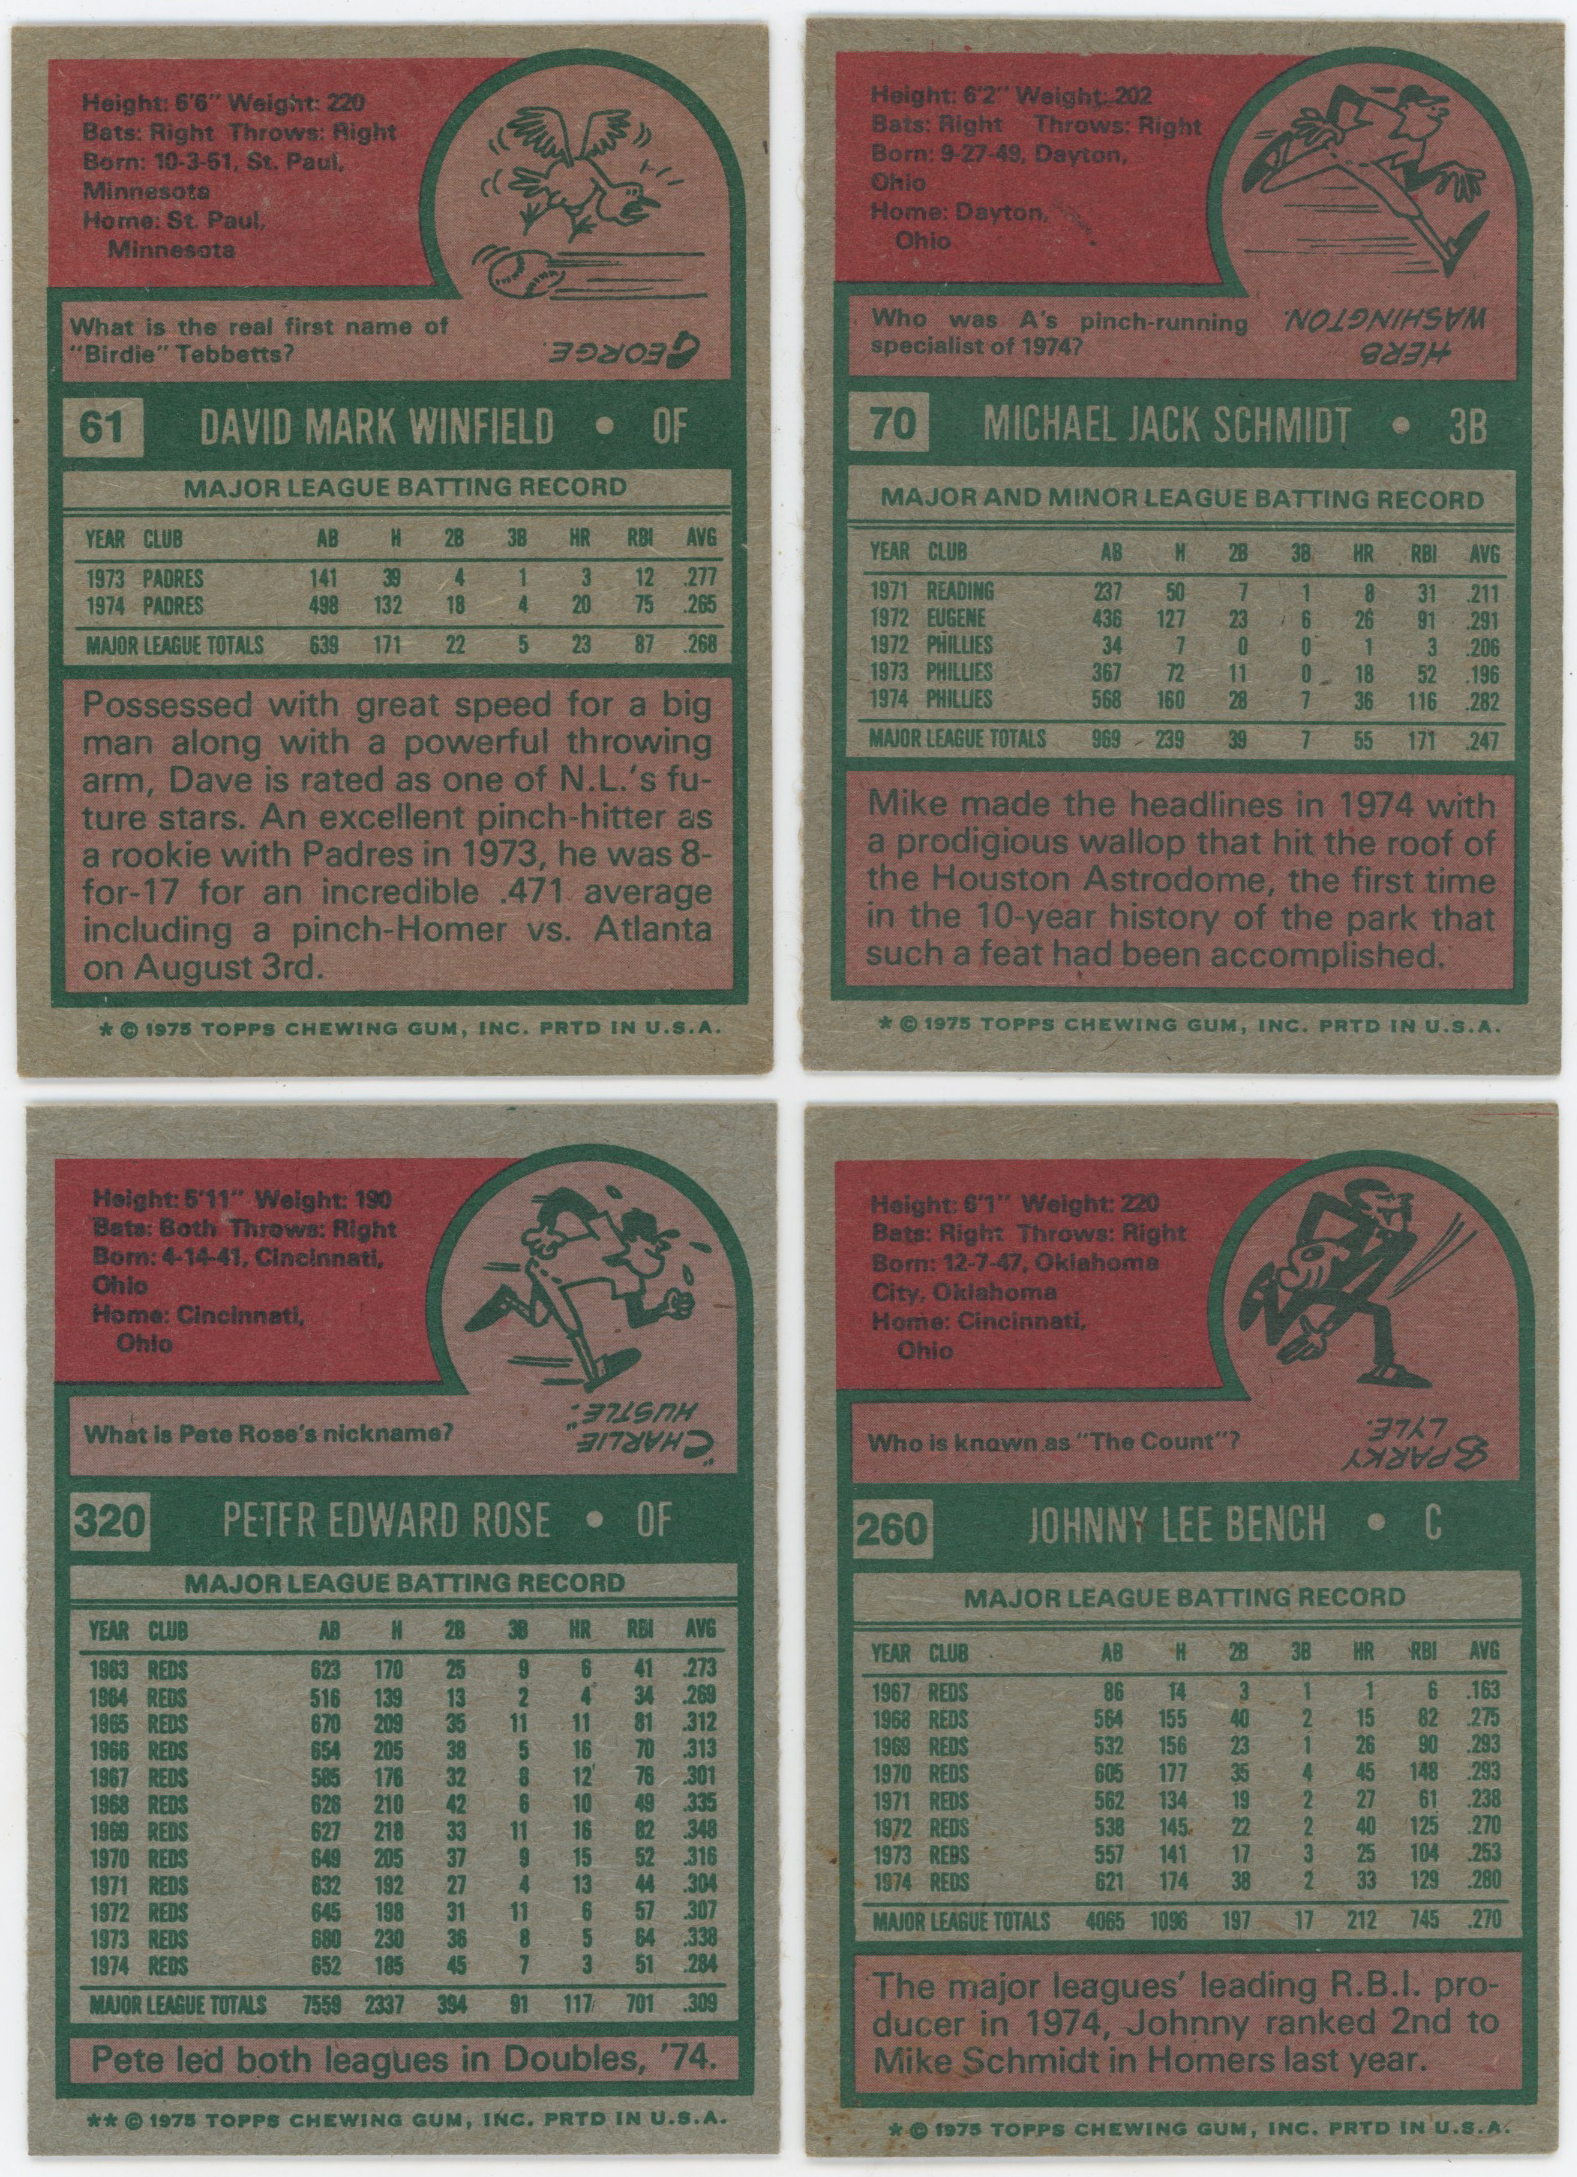 Height: 6'6" Weight: 220
Bats: Right Throws: Right
Born: 10-3-51, St. Paul,
Minnesota
Home: St. Paul,
Minnesota
What is the real first name of
"Birdie" Tebbetts?
GEORGE.
61 DAVID MARK WINFIELD • OF
MAJOR LEAGUE BATTING RECORD
YEAR CLUB AB H 2B 3B HR RBI AVG
1973 PADRES 141 39 4 1 3 12 .277
1974 PADRES 498 132 18 4 20 75 .265
MAJOR LEAGUE TOTALS 639 171 22 5 23 87 .268
Possessed with great speed for a big
man along with a powerful throwing
arm, Dave is rated as one of N.L.'s fu-
ture stars. An excellent pinch-hitter as
a rookie with Padres in 1973, he was 8-
for-17 for an incredible .471 average
including a pinch-Homer vs. Atlanta
on August 3rd.
* © 1975 TOPPS CHEWING GUM, INC. PRTD IN U.S.A.
Height: 6'2" Weight: 202
Bats: Right Throws: Right
Born: 9-27-49, Dayton,
Ohio
Home: Dayton,
Ohio
Who was A's pinch-running
specialist of 1974?
HERB
WASHINGTON.
70 MICHAEL JACK SCHMIDT • 3B
MAJOR AND MINOR LEAGUE BATTING RECORD
YEAR CLUB AB H 2B 3B HR RBI AVG
1971 READING 237 50 7 1 8 31 .211
1972 EUGENE 436 127 23 6 26 91 .291
1972 PHILLIES 34 7 0 0 1 3 .206
1973 PHILLIES 367 72 11 0 18 52 .196
1974 PHILLIES 568 160 28 7 36 116 .282
MAJOR LEAGUE TOTALS 969 239 39 7 55 171 .247
Mike made the headlines in 1974 with
a prodigious wallop that hit the roof of
the Houston Astrodome, the first time
in the 10-year history of the park that
such a feat had been accomplished.
* © 1975 TOPPS CHEWING GUM, INC. PRTD IN U.S.A.
Height: 5'11" Weight: 190
Bats: Both Throws: Right
Born: 4-14-41, Cincinnati,
Ohio
Home: Cincinnati,
Ohio
What is Pete Rose's nickname?
"CHARLIE
HUSTLE".
320 PETER EDWARD ROSE • OF
MAJOR LEAGUE BATTING RECORD
YEAR CLUB AB H 2B 3B HR RBI AVG
1963 REDS 623 170 25 9 6 41 .273
1964 REDS 516 139 13 2 4 34 .269
1965 REDS 670 209 35 11 11 81 .312
1966 REDS 654 205 38 5 16 70 .313
1967 REDS 585 176 32 8 12 76 .301
1968 REDS 626 210 42 6 10 49 .335
1969 REDS 627 218 33 11 16 82 .348
1970 REDS 649 205 37 9 15 52 .316
1971 REDS 632 192 27 4 13 44 .304
1972 REDS 645 198 31 11 6 57 .307
1973 REDS 680 230 36 8 5 64 .338
1974 REDS 652 185 45 7 3 51 .284
MAJOR LEAGUE TOTALS 7559 2337 394 91 117 701 .309
Pete led both leagues in Doubles, '74.
** © 1975 TOPPS CHEWING GUM, INC. PRTD IN U.S.A.
Height: 6'1" Weight: 220
Bats: Right Throws: Right
Born: 12-7-47, Oklahoma
City, Oklahoma
Home: Cincinnati,
Ohio
Who is known as "The Count"?
SPARKY
LYLE.
260 JOHNNY LEE BENCH • C
MAJOR LEAGUE BATTING RECORD
YEAR CLUB AB H 2B 3B HR RBI AVG
1967 REDS 86 14 3 1 1 6 .163
1968 REDS 564 155 40 2 15 82 .275
1969 REDS 532 156 23 1 26 90 .293
1970 REDS 605 177 35 4 45 148 .293
1971 REDS 562 134 19 2 27 61 .238
1972 REDS 538 145 22 2 40 125 .270
1973 REDS 557 141 17 3 25 104 .253
1974 REDS 621 174 38 2 33 129 .280
MAJOR LEAGUE TOTALS 4065 1096 197 17 212 745 .270
The major leagues' leading R.B.I. pro-
ducer in 1974, Johnny ranked 2nd to
Mike Schmidt in Homers last year.
* © 1975 TOPPS CHEWING GUM, INC. PRTD IN U.S.A.